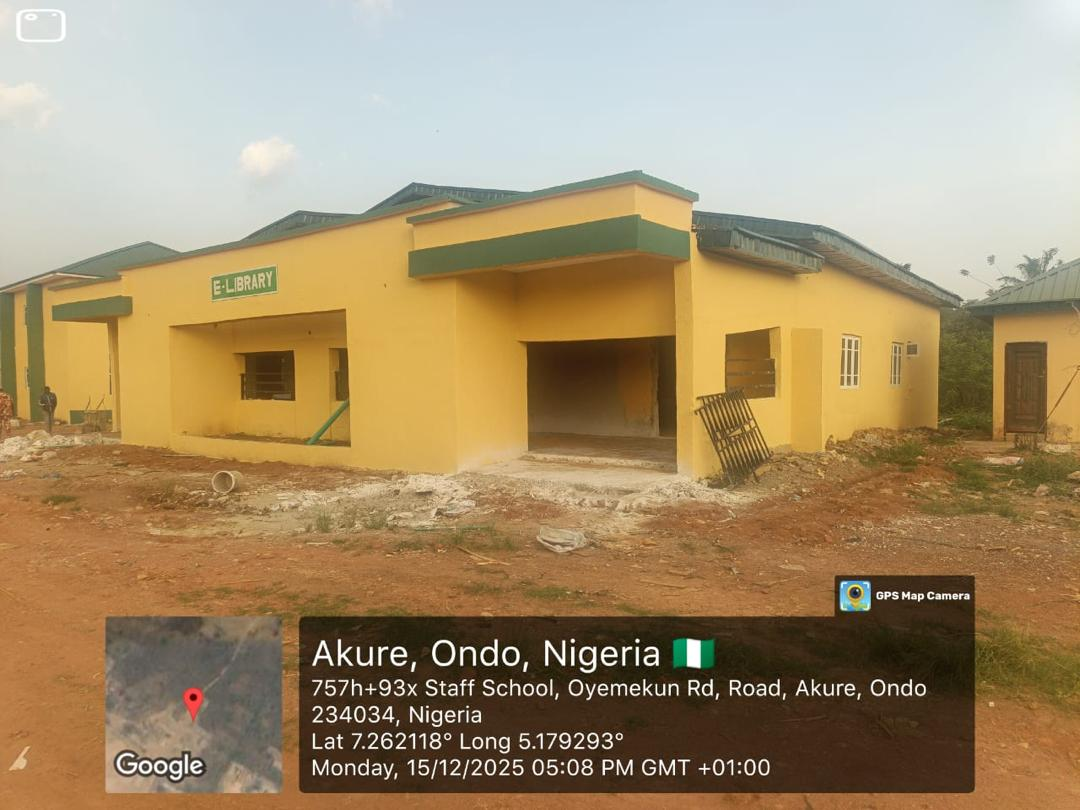 E-LIBRARY
GPS Map Camera
Akure, Ondo, Nigeria 🇳🇬
757h+93x Staff School, Oyemekun Rd, Road, Akure, Ondo
234034, Nigeria
Lat 7.262118° Long 5.179293°
Monday, 15/12/2025 05:08 PM GMT +01:00
Google